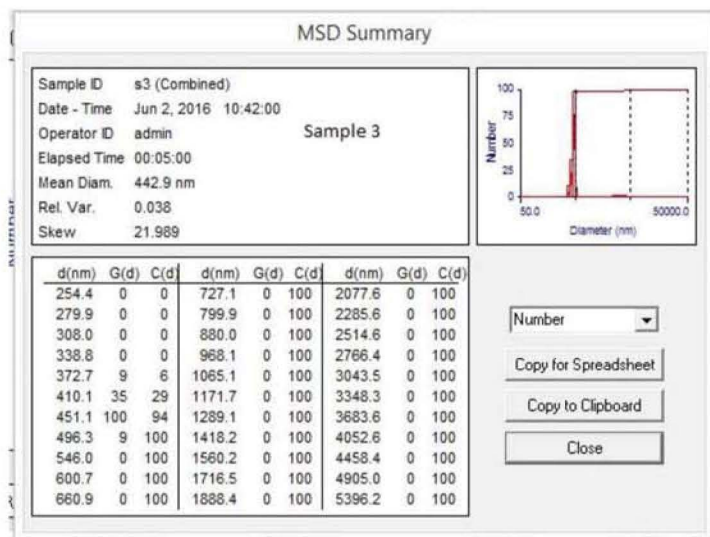 MSD Summary
Sample ID s3 (Combined)
Date - Time Jun 2, 2016 10:42:00
Operator ID admin
Sample 3
Elapsed Time 00:05:00
Mean Diam. 442.9 nm
Rel. Var. 0.038
Skew 21.989
100
75
50
25
0
Number
50.0 50000.0
Diameter (nm)
d(nm) G(d) C(d) d(nm) G(d) C(d) d(nm) G(d) C(d)
254.4 0 0 727.1 0 100 2077.6 0 100
279.9 0 0 799.9 0 100 2285.6 0 100
308.0 0 0 880.0 0 100 2514.6 0 100
338.8 0 0 968.1 0 100 2766.4 0 100
372.7 9 6 1065.1 0 100 3043.5 0 100
410.1 35 29 1171.7 0 100 3348.3 0 100
451.1 100 94 1289.1 0 100 3683.6 0 100
496.3 9 100 1418.2 0 100 4052.6 0 100
546.0 0 100 1560.2 0 100 4458.4 0 100
600.7 0 100 1716.5 0 100 4905.0 0 100
660.9 0 100 1888.4 0 100 5396.2 0 100
Number
Copy for Spreadsheet
Copy to Clipboard
Close